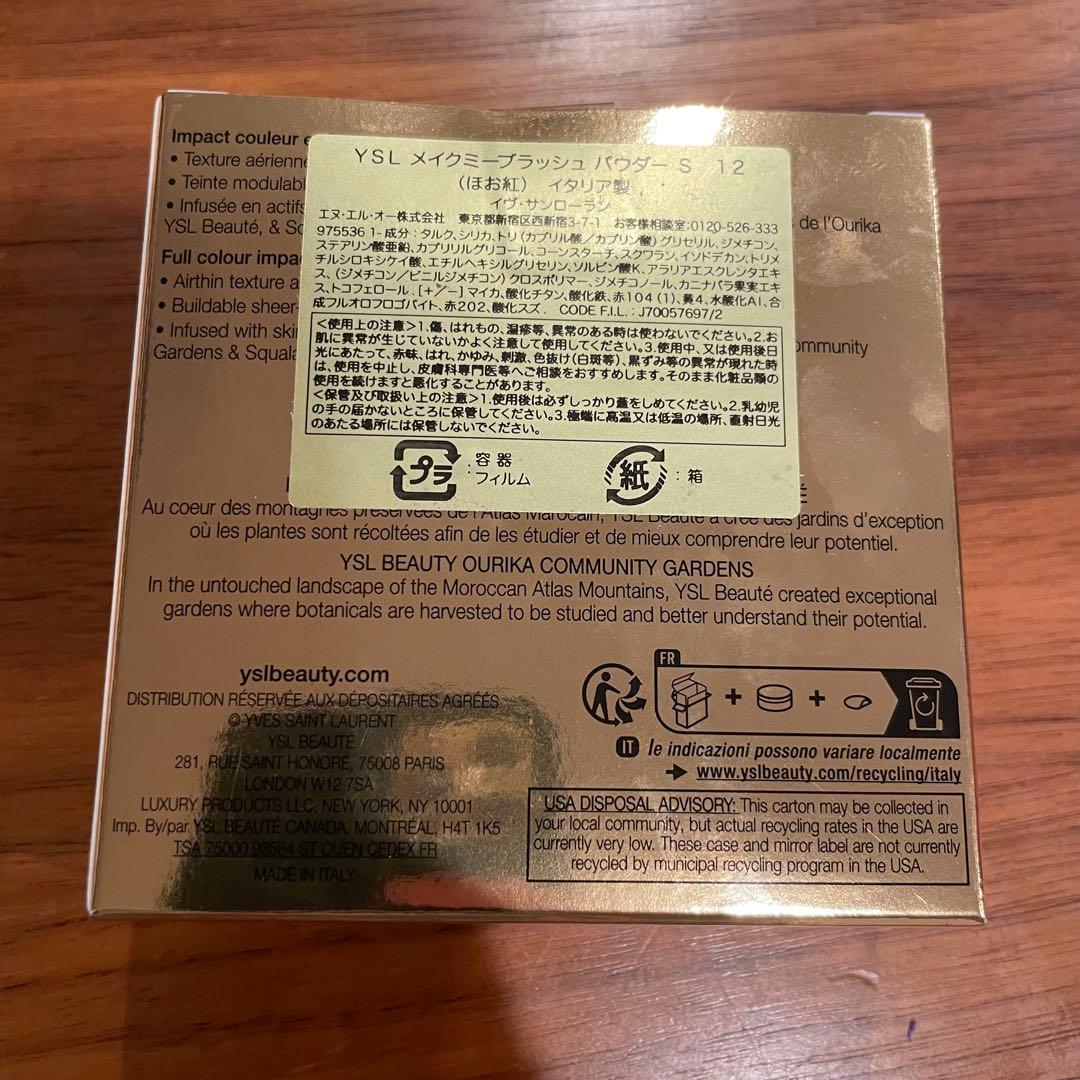 Impact couleur
• Texture aérienne
• Teinte modulabl
• Infusée en actifs
de l'Ourika
YSL Beauté, & Sq
Full colour impa
• Airthin texture a
• Buildable sheer-
• Infused with skin
ommunity
Gardens & Squala
YSL メイクミーブラッシュ パウダー S 12
(ほお紅) イタリア製
イヴ・サンローラン
エヌ・エル・オー株式会社 東京都新宿区西新宿3-7-1 お客様相談室:0120-526-333
975536 1- 成分: タルク、シリカ、トリ(カプリル酸/カプリン酸)グリセリル、ジメチコン、
ステアリン酸亜鉛、カプリリルグリコール、コーンスターチ、スクワラン、イソドデカン、トリメ
チルシロキシケイ酸、エチルヘキシルグリセリン、ソルビン酸K、アラリアエスクレンタエキ
ス、(ジメチコン/ビニルジメチコン)クロスポリマー、ジメチコノール、カニナバラ果実エキ
ス、トコフェロール、[+/-]マイカ、酸化チタン、酸化鉄、赤104(1)、黄4、水酸化Al、合
成フルオロフロゴパイト、赤202、酸化スズ. CODE F.I.L. : J70057697/2
<使用上の注意>1.傷、はれもの、湿疹等、異常のある時は使わないでください。2.お
肌に異常が生じていないかよく注意して使用してください。3.使用中、又は使用後日
光にあたって、赤味、はれ、かゆみ、刺激、色抜け(白斑等)、黒ずみ等の異常が現れた時
は、使用を中止し、皮膚科専門医等へご相談をおすすめします。そのまま化粧品類の
使用を続けますと悪化することがあります。
<保管及び取扱い上の注意>1.使用後は必ずしっかり蓋をしめてください。2.乳幼児
の手の届かないところに保管してください。3.極端に高温又は低温の場所、直射日光
のあたる場所には保管しないでください。
プラ : 容器 フィルム 紙 : 箱
Au coeur des montagnes préservées de l'Atlas Marocain, YSL Beauté a créé des jardins d'exception
où les plantes sont récoltées afin de les étudier et de mieux comprendre leur potentiel.
YSL BEAUTY OURIKA COMMUNITY GARDENS
In the untouched landscape of the Moroccan Atlas Mountains, YSL Beauté created exceptional
gardens where botanicals are harvested to be studied and better understand their potential.
yslbeauty.com
DISTRIBUTION RÉSERVÉE AUX DÉPOSITAIRES AGRÉÉS
© YVES SAINT LAURENT
YSL BEAUTÉ
281, RUE SAINT HONORÉ, 75008 PARIS
LONDON W12 7SA
LUXURY PRODUCTS LLC, NEW YORK, NY 10001
Imp. By/par YSL BEAUTÉ CANADA, MONTRÉAL, H4T 1K5
TSA 75000 93584 ST OUEN CEDEX FR
MADE IN ITALY
FR
+ +
IT le indicazioni possono variare localmente
➔ www.yslbeauty.com/recycling/italy
USA DISPOSAL ADVISORY: This carton may be collected in
your local community, but actual recycling rates in the USA are
currently very low. These case and mirror label are not currently
recycled by municipal recycling program in the USA.